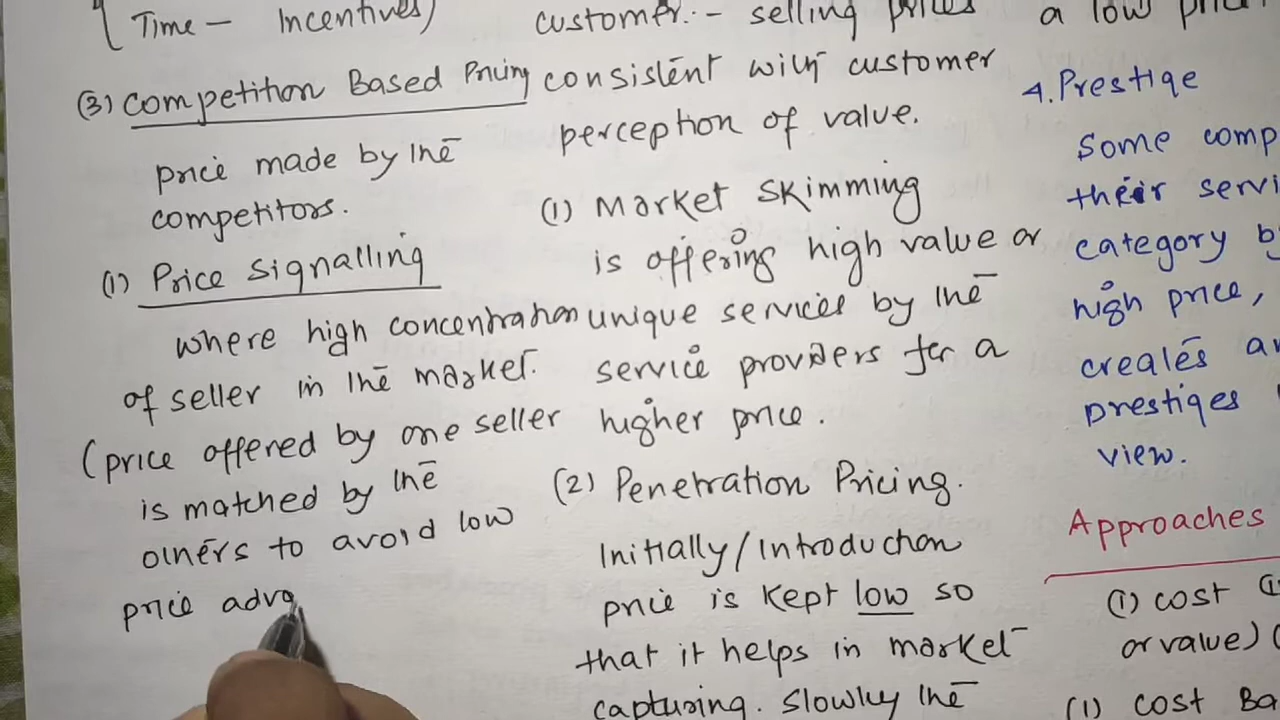 Time - Incentives)
(3) Competition Based Pricing
price made by the
competitors.
(1) Price signalling
where high concentration
of seller in the market.
(price offered by one seller
is matched by the
others to avoid low
price adva
customer :- selling prices
consistent with customer
perception of value.
(1) Market Skimming
is offering high value or
unique services by the
service providers for a
higher price.
(2) Penetration Pricing.
Initially/Introduction
price is kept low so
that it helps in market
capturing. Slowly the
a low
4. Prestige
Some comp
their servi
category by
high price,
creates an
prestiges
view.
Approaches
(1) cost
or value)
(1) cost Ba